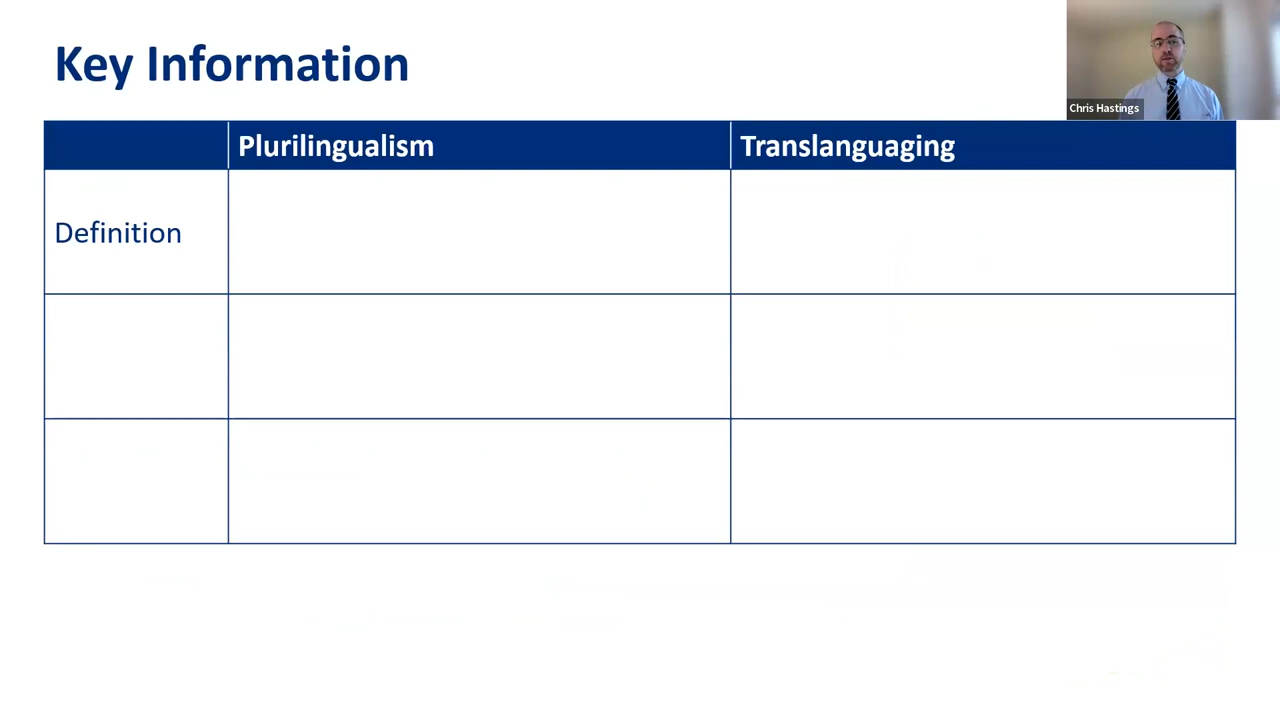 Key Information
Chris Hastings
Plurilingualism
Translanguaging
Definition